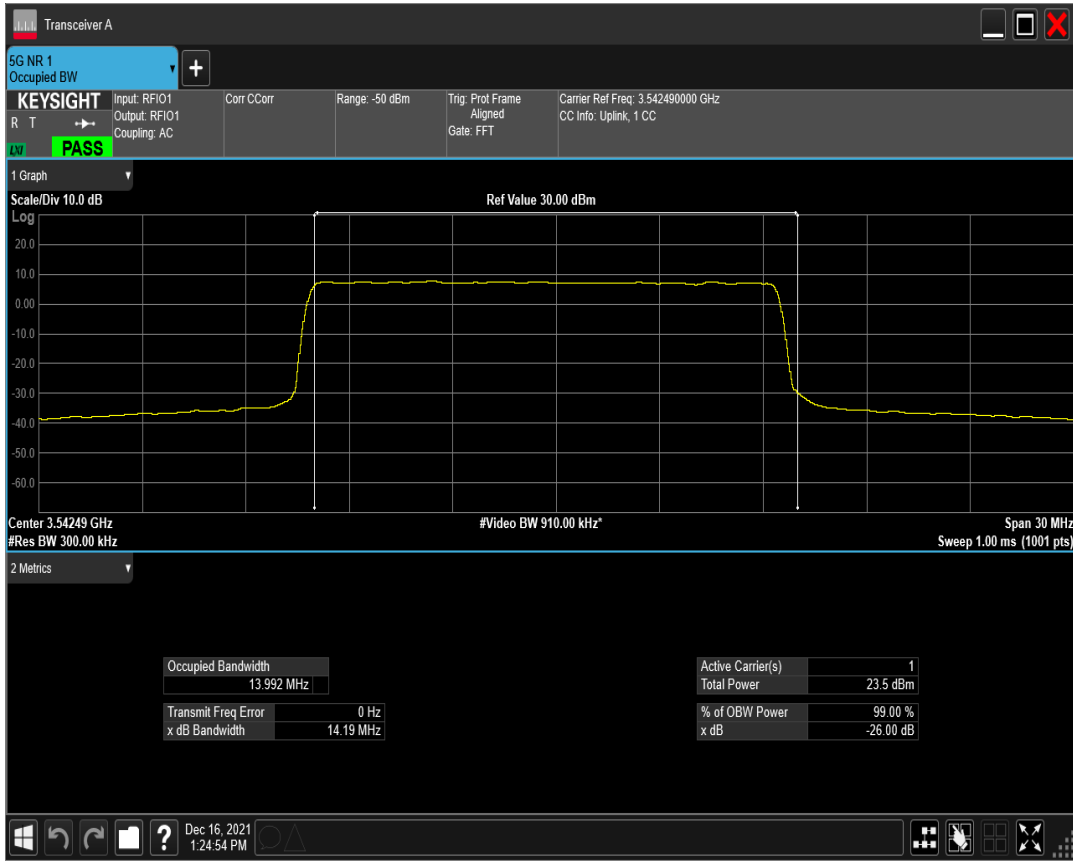 Transceiver A
5G NR 1
Occupied BW
KEYSIGHT
R T
LXI
PASS
Input: RFIO1
Output: RFIO1
Coupling: AC
Corr CCorr
Range: -50 dBm
Trig: Prot Frame
Aligned
Gate: FFT
Carrier Ref Freq: 3.542490000 GHz
CC Info: Uplink, 1 CC
1 Graph
Scale/Div 10.0 dB
Ref Value 30.00 dBm
Log
20.0
10.0
0.00
-10.0
-20.0
-30.0
-40.0
-50.0
-60.0
Center 3.54249 GHz
#Video BW 910.00 kHz*
Span 30 MHz
#Res BW 300.00 kHz
Sweep 1.00 ms (1001 pts)
2 Metrics
Occupied Bandwidth
13.992 MHz
Transmit Freq Error 0 Hz
x dB Bandwidth 14.19 MHz
Active Carrier(s) 1
Total Power 23.5 dBm
% of OBW Power 99.00 %
x dB -26.00 dB
?
Dec 16, 2021
1:24:54 PM